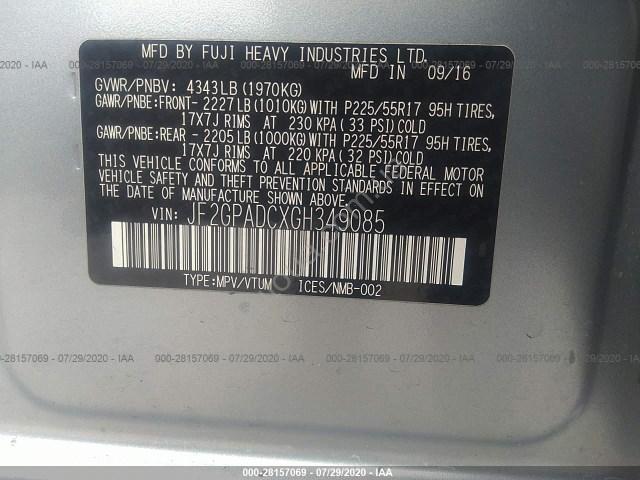 MFD BY FUJI HEAVY INDUSTRIES LTD.
MFD IN 09/16
GVWR/PNBV: 4343LB(1970KG)
GAWR/PNBE:FRONT- 2227LB(1010KG)WITH P225/55R17 95H TIRES,
17X7J RIMS AT 230 KPA(33 PSI)COLD
GAWR/PNBE:REAR - 2205LB(1000KG)WITH P225/55R17 95H TIRES,
17X7J RIMS AT 220 KPA(32 PSI)COLD
THIS VEHICLE CONFORMS TO ALL APPLICABLE FEDERAL MOTOR
VEHICLE SAFETY AND THEFT PREVENTION STANDARDS IN EFFECT ON
THE DATE OF MANUFACTURE SHOWN ABOVE.
VIN: JF2GPADCXGH349085
TYPE:MPV/VTUM ICES/NMB-002
000-28157069 - 07/29/2020 - IAA